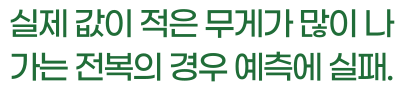 실제 값이 적은 무게가 많이 나
가는 전복의 경우 예측에 실패.